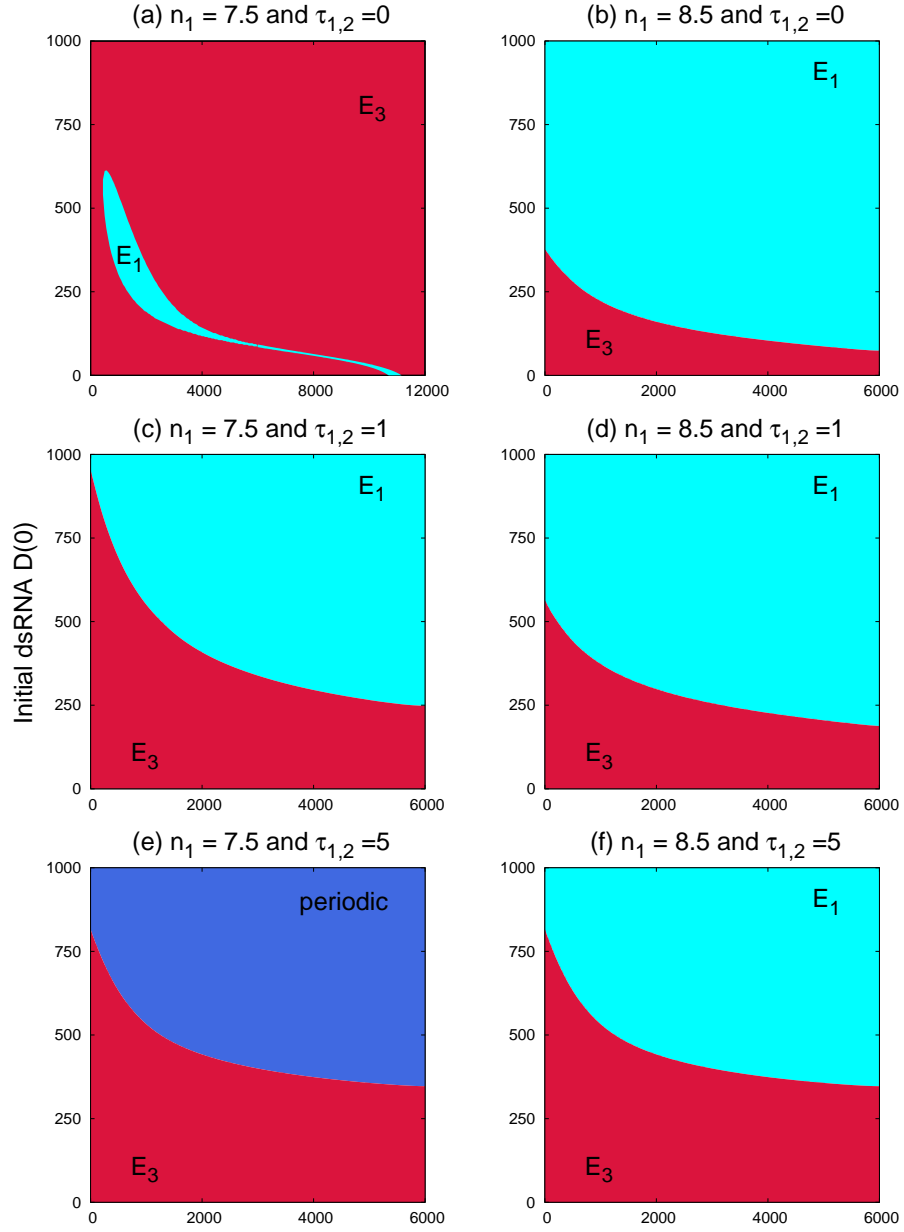 (a) n₁ = 7.5 and τ₁,₂ =0
1000
750
500
250
0
E₃
E₁
0 4000 8000 12000
(b) n₁ = 8.5 and τ₁,₂ =0
1000
750
500
250
0
E₁
E₃
0 2000 4000 6000
(c) n₁ = 7.5 and τ₁,₂ =1
Initial dsRNA D(0)
1000
750
500
250
0
E₁
E₃
0 2000 4000 6000
(d) n₁ = 8.5 and τ₁,₂ =1
1000
750
500
250
0
E₁
E₃
0 2000 4000 6000
(e) n₁ = 7.5 and τ₁,₂ =5
1000
750
500
250
0
periodic
E₃
0 2000 4000 6000
(f) n₁ = 8.5 and τ₁,₂ =5
1000
750
500
250
0
E₁
E₃
0 2000 4000 6000